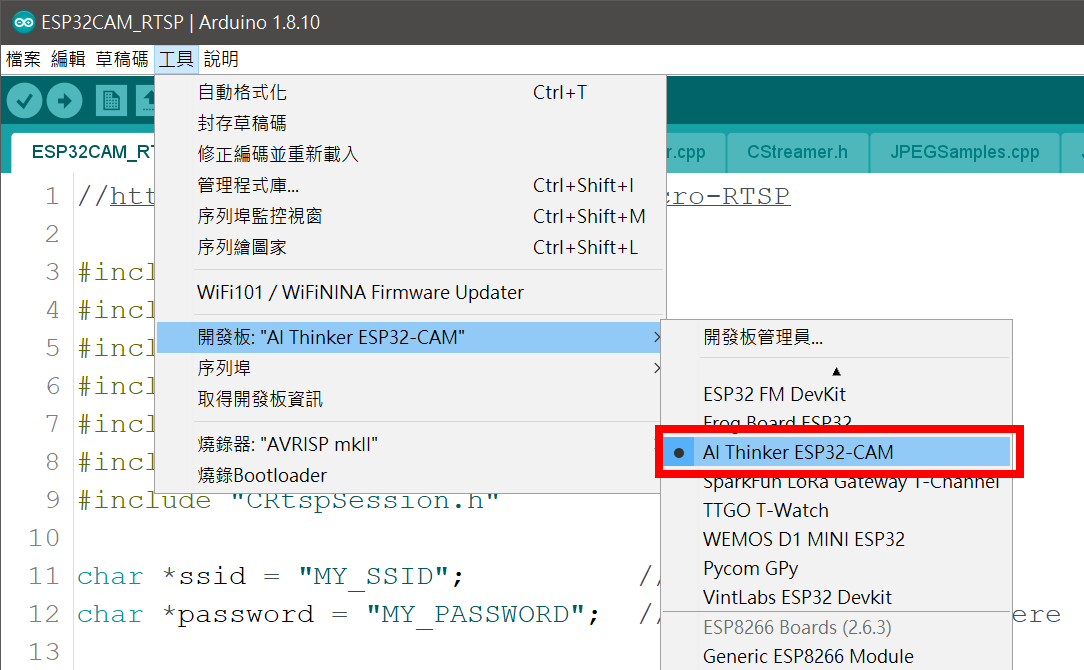 ESP32CAM_RTSP | Arduino 1.8.10
檔案 編輯 草稿碼 工具 說明
自動格式化 Ctrl+T
封存草稿碼
修正編碼並重新載入
管理程式庫... Ctrl+Shift+I
序列埠監控視窗 Ctrl+Shift+M
序列繪圖家 Ctrl+Shift+L
WiFi101 / WiFiNINA Firmware Updater
開發板: "AI Thinker ESP32-CAM"
序列埠
取得開發板資訊
燒錄器: "AVRISP mkII"
燒錄Bootloader
開發板管理員...
ESP32 FM DevKit
Frog Board ESP32
AI Thinker ESP32-CAM
SparkFun LoRa Gateway 1-Channel
TTGO T-Watch
WEMOS D1 MINI ESP32
Pycom GPy
VintLabs ESP32 Devkit
ESP8266 Boards (2.6.3)
Generic ESP8266 Module
ESP32CAM_RT r.cpp CStreamer.h JPEGSamples.cpp
1 //htt cro-RTSP
2
3 #incl
4 #incl
5 #incl
6 #incl
7 #incl
8 #incl
9 #include "CRtspSession.h"
10
11 char *ssid = "MY_SSID"; //
12 char *password = "MY_PASSWORD"; // ere
13